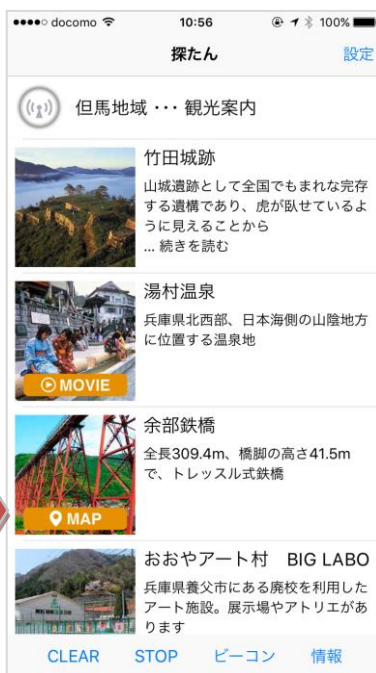 docomo 10:56 100%
探たん 設定
但馬地域・・・観光案内
竹田城跡
山城遺跡として全国でもまれな完存
する遺構であり、虎が臥せているよ
うに見えることから
... 続きを読む
湯村温泉
兵庫県北西部、日本海側の山陰地方
に位置する温泉地
MOVIE
余部鉄橋
全長309.4m、橋脚の高さ41.5m
で、トレッスル式鉄橋
MAP
おおやアート村 BIG LABO
兵庫県養父市にある廃校を利用した
アート施設。展示場やアトリエがあ
ります
CLEAR STOP ビーコン 情報